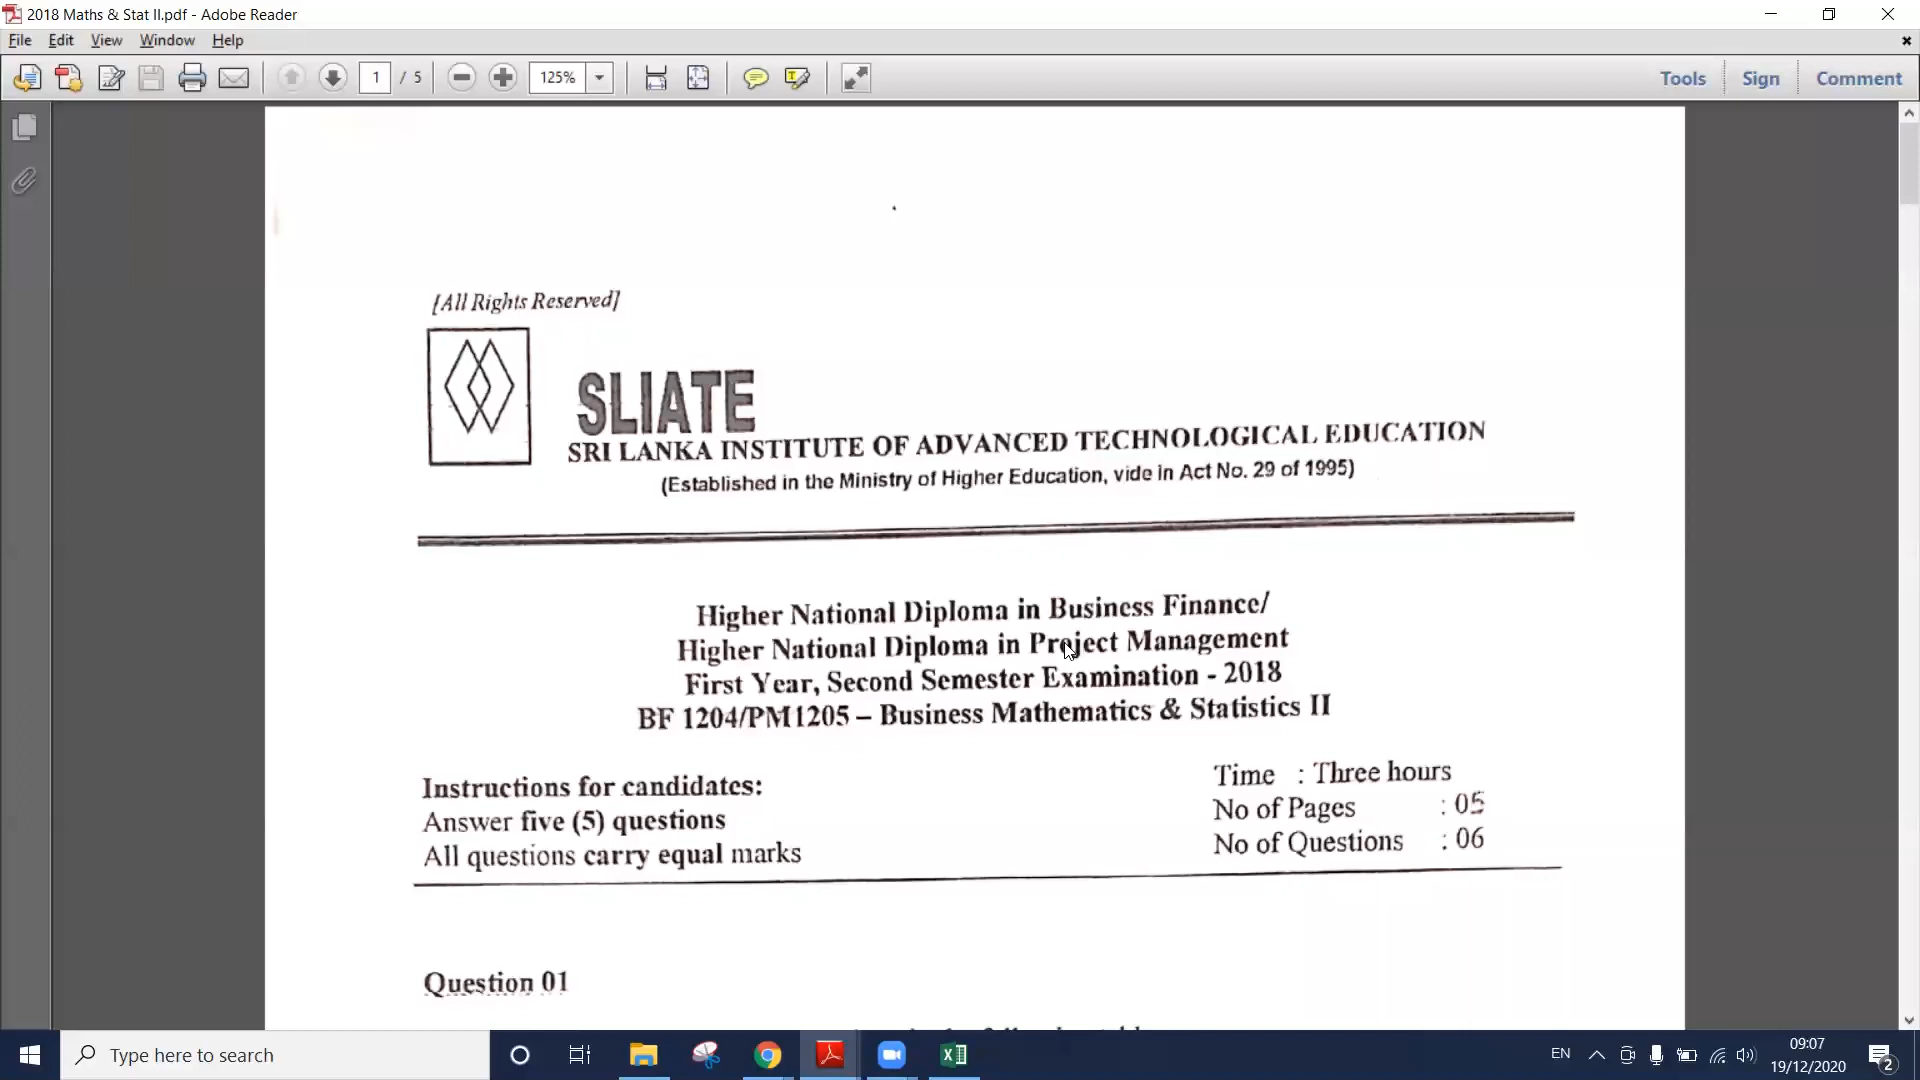 2018 Maths & Stat II.pdf - Adobe Reader
File Edit View Window Help
1 / 5 125% Tools Sign Comment
[All Rights Reserved]
SLIATE
SRI LANKA INSTITUTE OF ADVANCED TECHNOLOGICAL EDUCATION
(Established in the Ministry of Higher Education, vide in Act No. 29 of 1995)
Higher National Diploma in Business Finance/
Higher National Diploma in Project Management
First Year, Second Semester Examination - 2018
BF 1204/PM1205 – Business Mathematics & Statistics II
Instructions for candidates:
Answer five (5) questions
All questions carry equal marks
Time : Three hours
No of Pages : 05
No of Questions : 06
Question 01
Type here to search
EN
09:07
19/12/2020
2